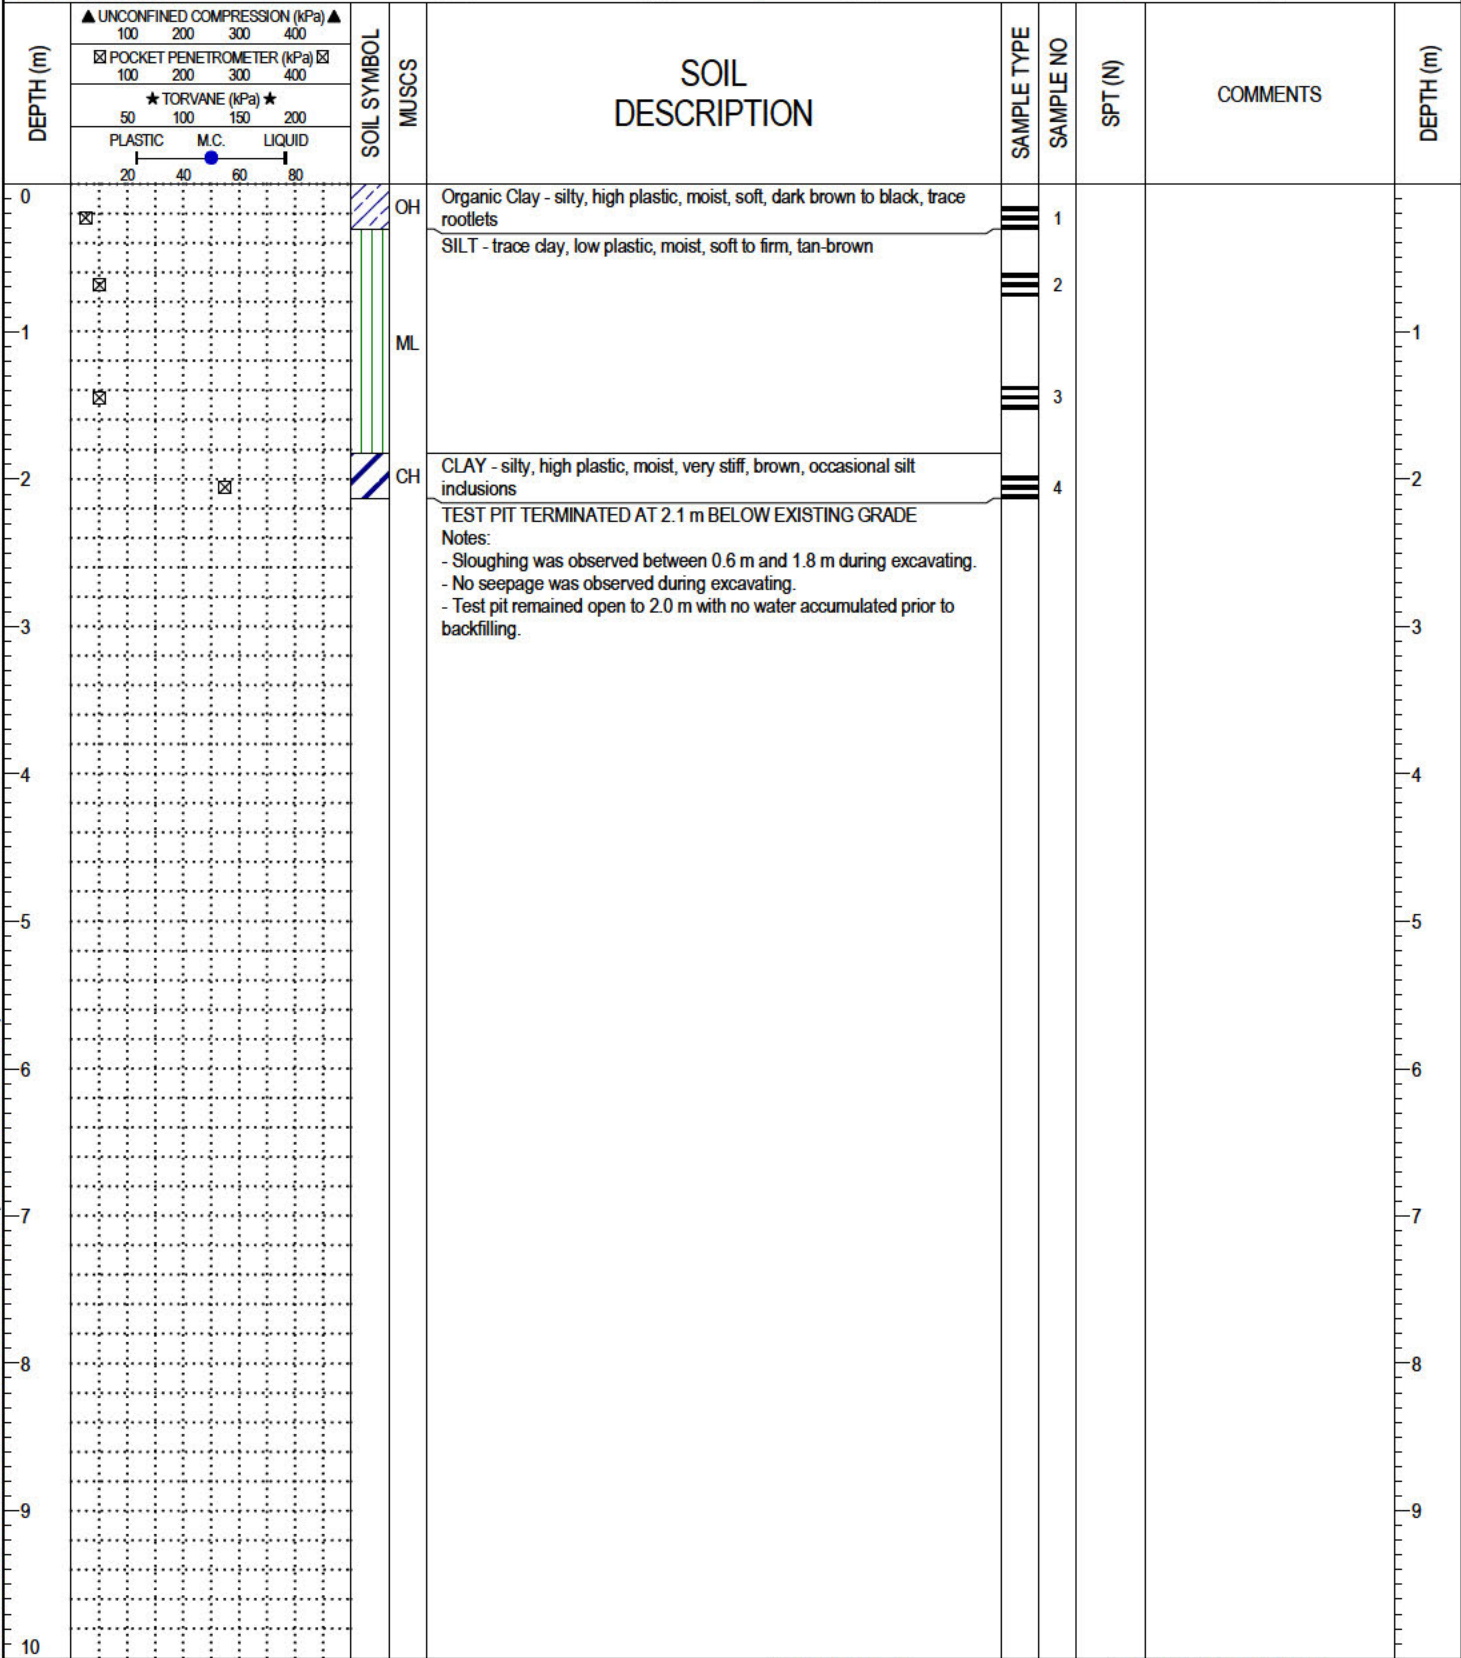 DEPTH (m)
▲ UNCONFINED COMPRESSION (kPa) ▲
100 200 300 400
☒ POCKET PENETROMETER (kPa) ☒
100 200 300 400
★ TORVANE (kPa) ★
50 100 150 200
PLASTIC M.C. LIQUID
20 40 60 80
SOIL SYMBOL
MUSCS
SOIL
DESCRIPTION
SAMPLE TYPE
SAMPLE NO
SPT (N)
COMMENTS
DEPTH (m)
0
OH
Organic Clay - silty, high plastic, moist, soft, dark brown to black, trace
rootlets
1
SILT - trace clay, low plastic, moist, soft to firm, tan-brown
2
1
ML
1
3
CLAY - silty, high plastic, moist, very stiff, brown, occasional silt
inclusions
2
CH
4
2
TEST PIT TERMINATED AT 2.1 m BELOW EXISTING GRADE
Notes:
- Sloughing was observed between 0.6 m and 1.8 m during excavating.
- No seepage was observed during excavating.
- Test pit remained open to 2.0 m with no water accumulated prior to
backfilling.
3
3
4
4
5
5
6
6
7
7
8
8
9
9
10